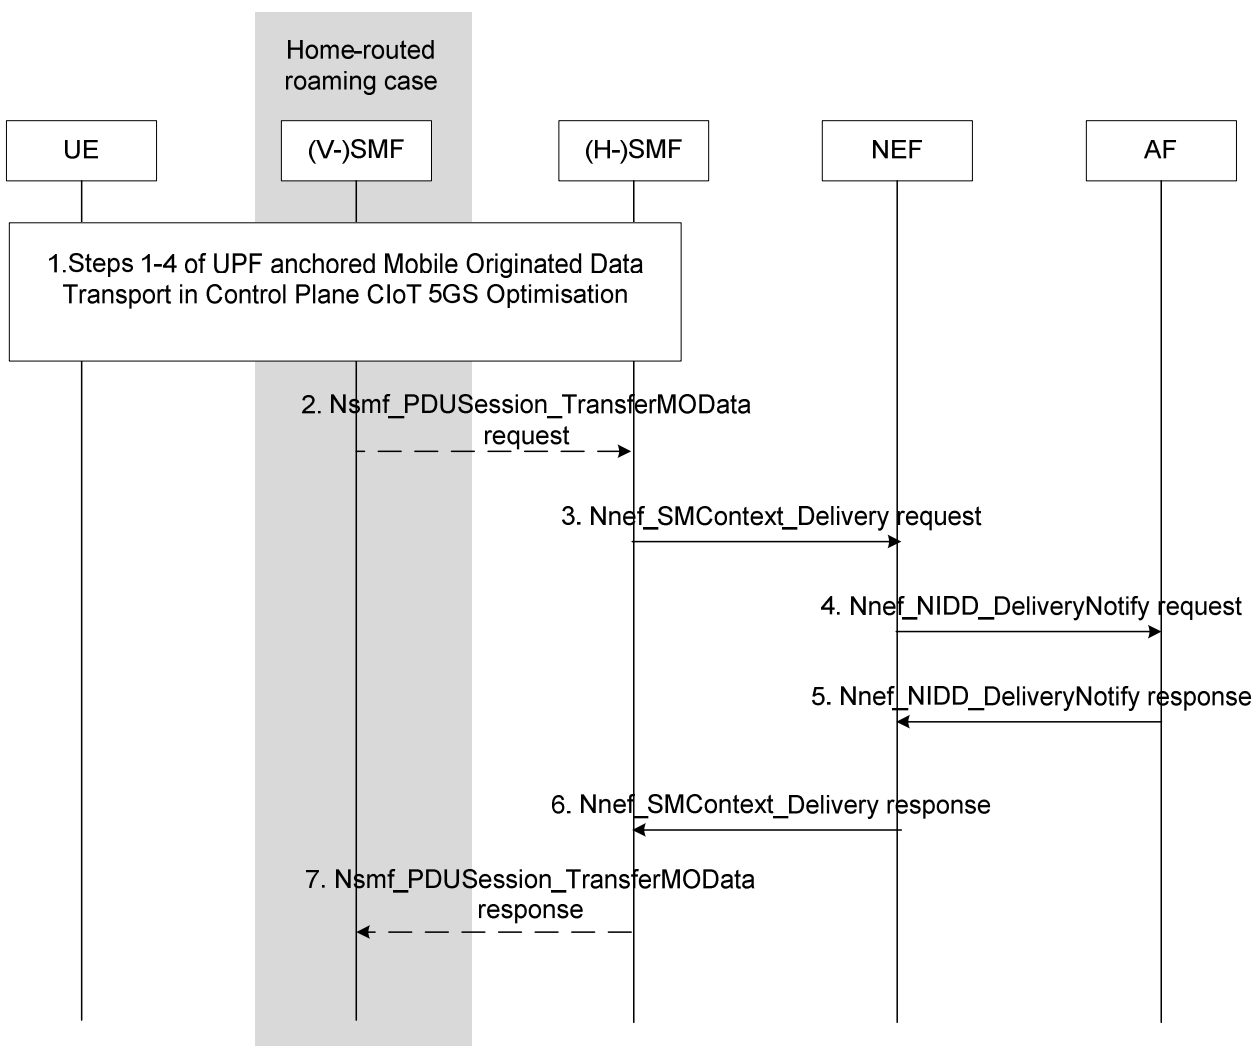 Home-routed
roaming case
UE
(V-)SMF
(H-)SMF
NEF
AF
1.Steps 1-4 of UPF anchored Mobile Originated Data
Transport in Control Plane CIoT 5GS Optimisation
2. Nsmf_PDUSession_TransferMOData
request
3. Nnef_SMContext_Delivery request
4. Nnef_NIDD_DeliveryNotify request
5. Nnef_NIDD_DeliveryNotify response
6. Nnef_SMContext_Delivery response
7. Nsmf_PDUSession_TransferMOData
response